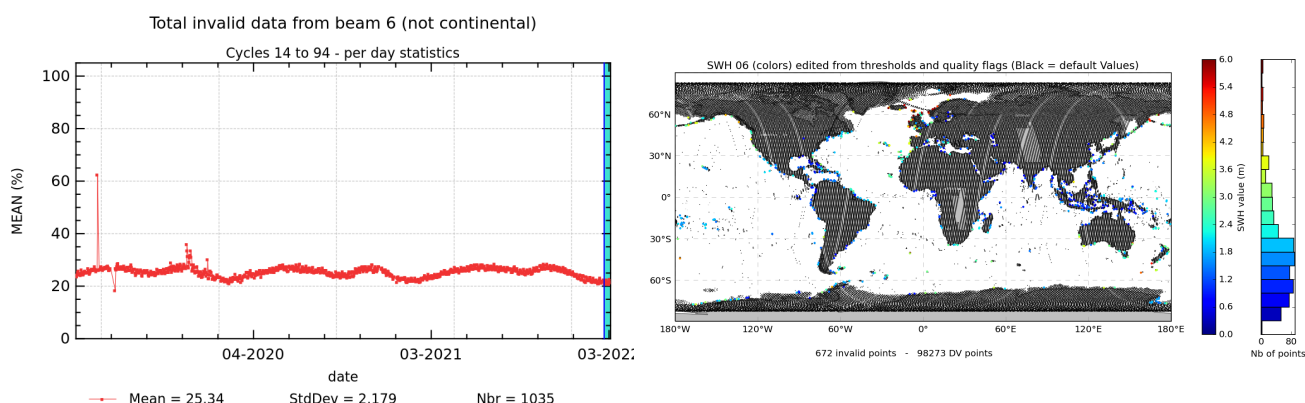 Total invalid data from beam 6 (not continental)
Cycles 14 to 94 - per day statistics
MEAN (%)
100
80
60
40
20
0
04-2020
03-2021
03-2022
date
Mean = 25.34
StdDev = 2.179
Nbr = 1035
SWH 06 (colors) edited from thresholds and quality flags (Black = default Values)
60°N
30°N
0°
30°S
60°S
180°W
120°W
60°W
0°
60°E
120°E
180°E
672 invalid points - 98273 DV points
6.0
5.4
4.8
4.2
3.6
3.0
2.4
1.8
1.2
0.6
0.0
SWH value (m)
0
80
Nb of points